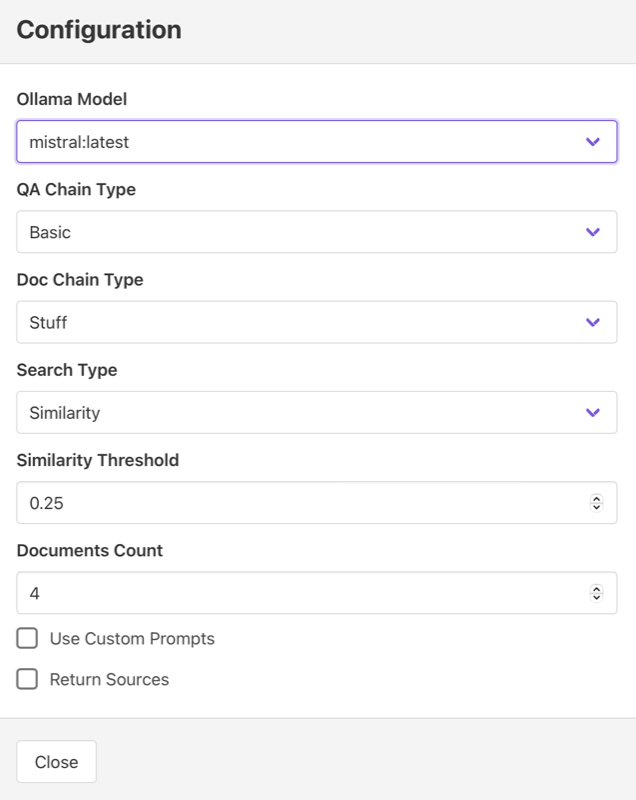 Configuration
Ollama Model
mistral:latest
QA Chain Type
Basic
Doc Chain Type
Stuff
Search Type
Similarity
Similarity Threshold
0.25
Documents Count
4
Use Custom Prompts
Return Sources
Close